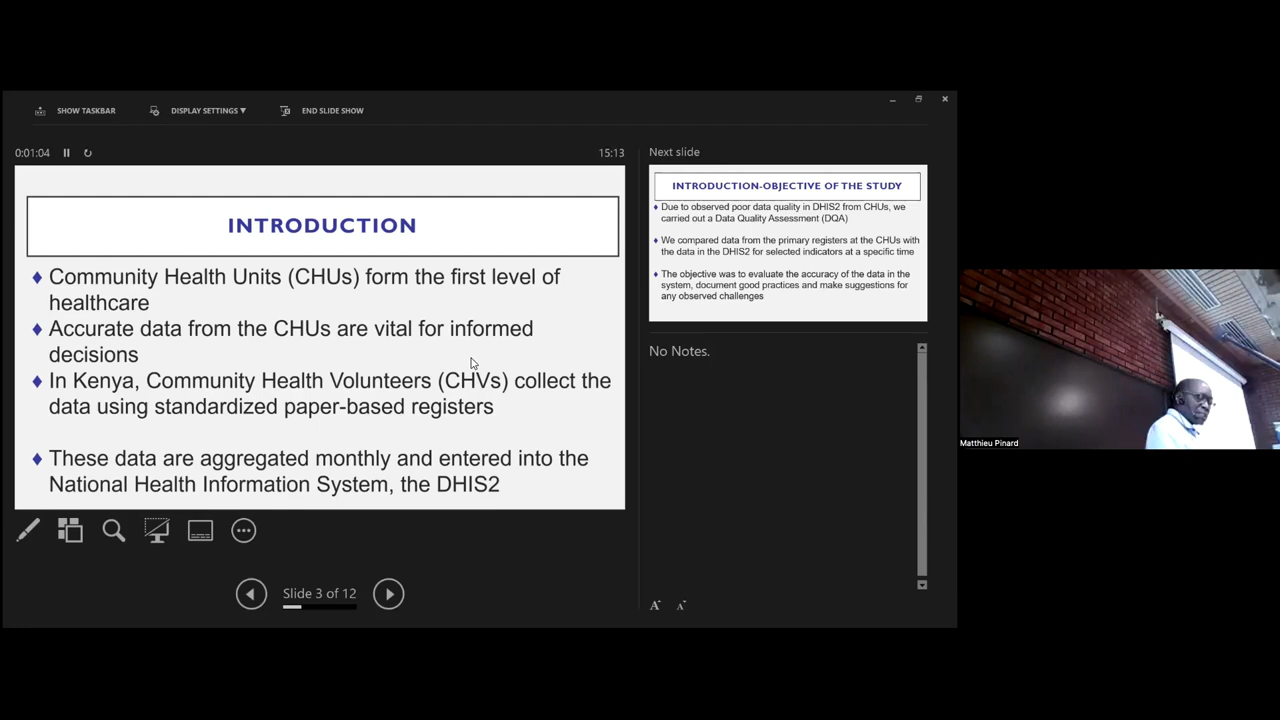 SHOW TASKBAR
DISPLAY SETTINGS ▼
END SLIDE SHOW
0:01:04
15:13
INTRODUCTION
♦ Community Health Units (CHUs) form the first level of
healthcare
♦ Accurate data from the CHUs are vital for informed
decisions
♦ In Kenya, Community Health Volunteers (CHVs) collect the
data using standardized paper-based registers
♦ These data are aggregated monthly and entered into the
National Health Information System, the DHIS2
Slide 3 of 12
Next slide
INTRODUCTION-OBJECTIVE OF THE STUDY
♦ Due to observed poor data quality in DHIS2 from CHUs, we
carried out a Data Quality Assessment (DQA)
♦ We compared data from the primary registers at the CHUs with
the data in the DHIS2 for selected indicators at a specific time
♦ The objective was to evaluate the accuracy of the data in the
system, document good practices and make suggestions for
any observed challenges
No Notes.
A A
Matthieu Pinard